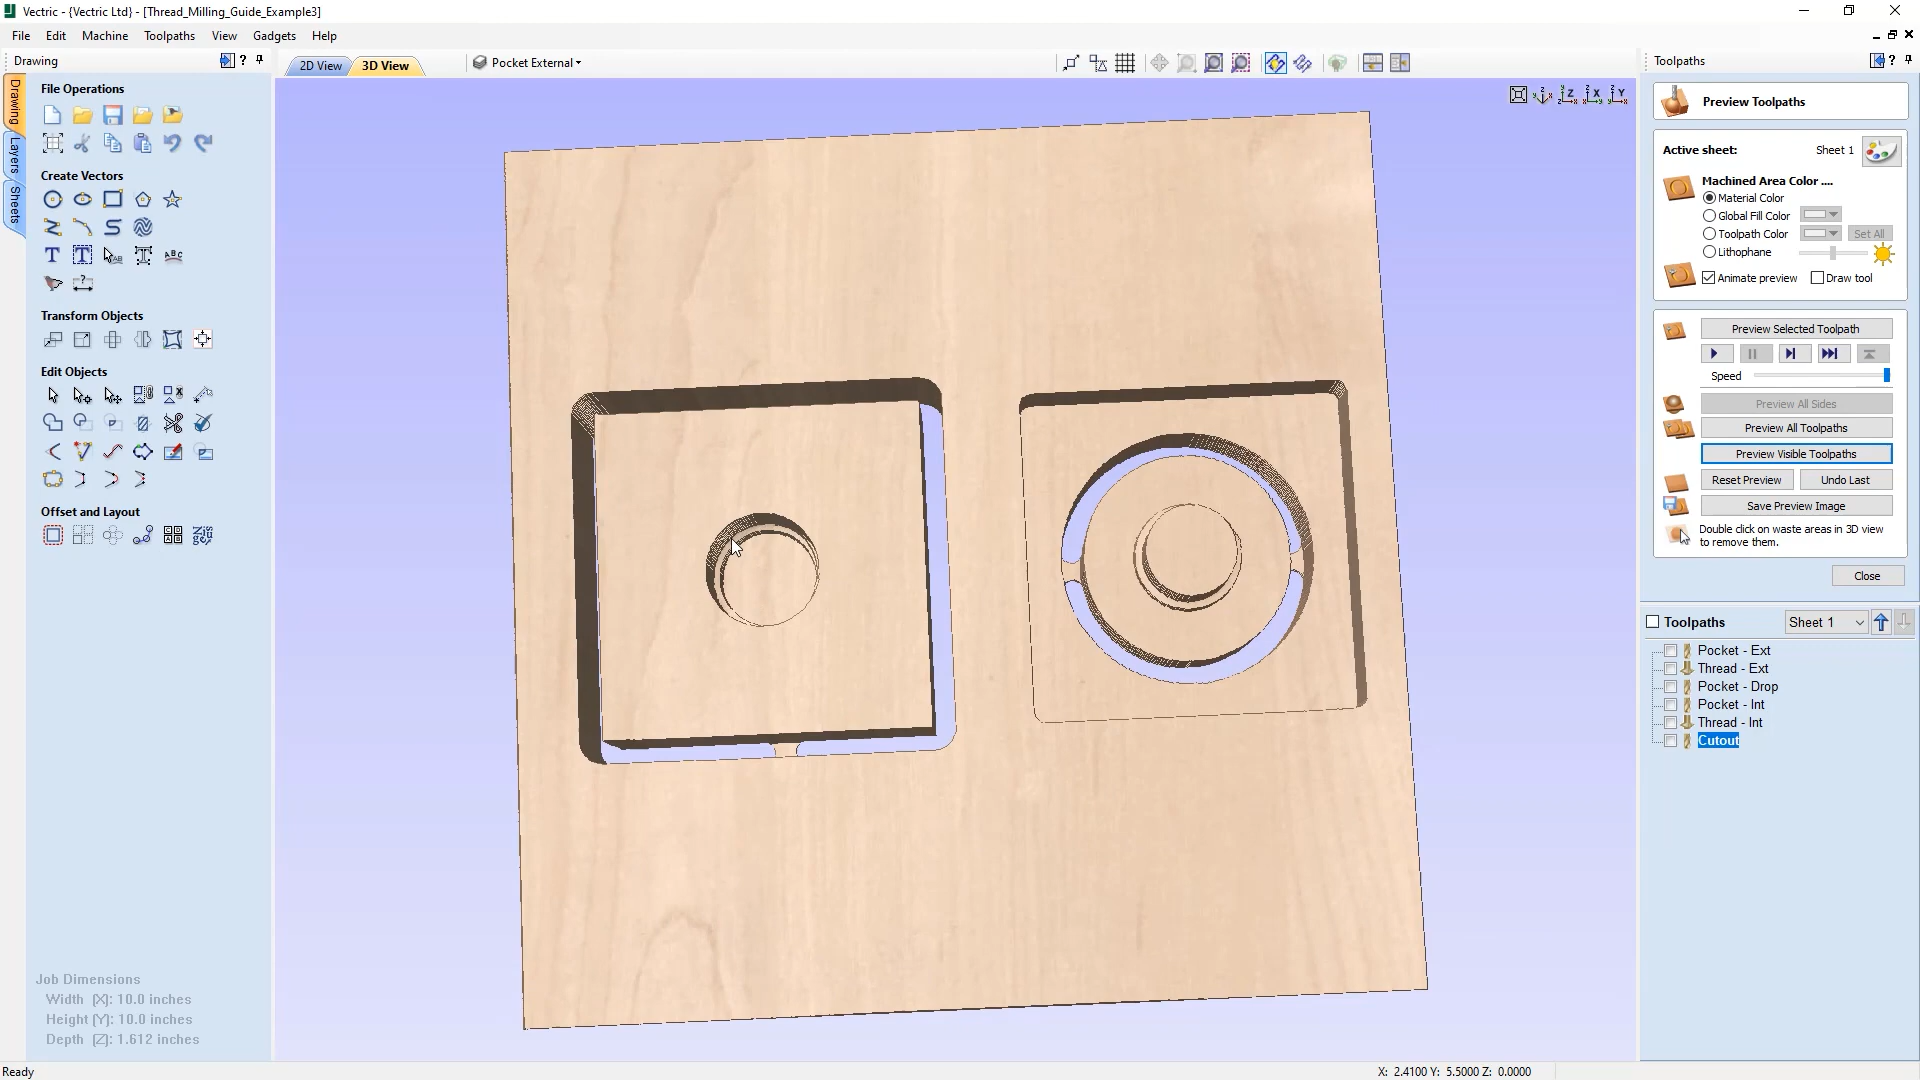 Vectric - {Vectric Ltd} - [Thread_Milling_Guide_Example3]
File Edit Machine Toolpaths View Gadgets Help
Drawing
2D View 3D View Pocket External
Toolpaths
Drawing
Layers
Sheets
File Operations
Create Vectors
Transform Objects
Edit Objects
Offset and Layout
Job Dimensions
Width (X): 10.0 inches
Height (Y): 10.0 inches
Depth (Z): 1.612 inches
Preview Toolpaths
Active sheet: Sheet 1
Machined Area Color ....
Material Color
Global Fill Color
Toolpath Color Set All
Lithophane
Animate preview Draw tool
Preview Selected Toolpath
Speed
Preview All Sides
Preview All Toolpaths
Preview Visible Toolpaths
Reset Preview Undo Last
Save Preview Image
Double click on waste areas in 3D view
to remove them.
Close
Toolpaths Sheet 1
Pocket - Ext
Thread - Ext
Pocket - Drop
Pocket - Int
Thread - Int
Cutout
Ready X: 2.4100 Y: 5.5000 Z: 0.0000